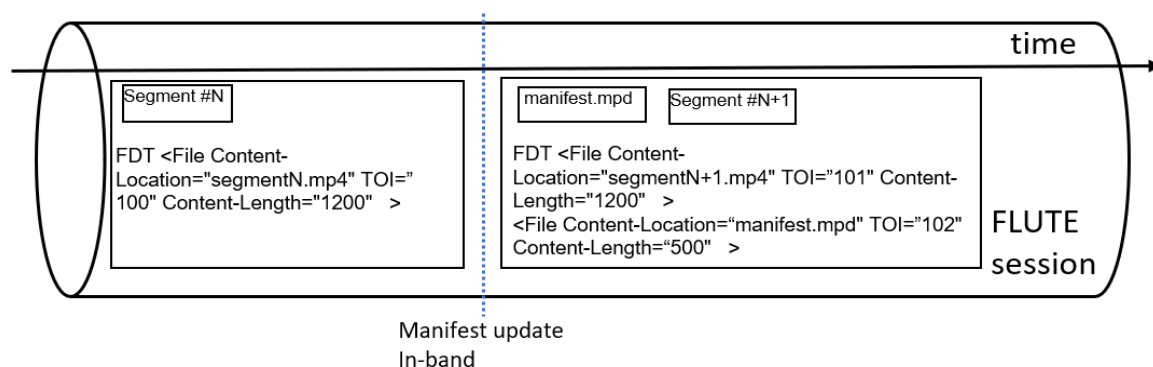 time
Segment #N
manifest.mpd
Segment #N+1
FDT <File Content-
Location="segmentN.mp4" TOI=”
100" Content-Length="1200"   >
FDT <File Content-
Location="segmentN+1.mp4" TOI=”101" Content-
Length="1200"   >
<File Content-Location=“manifest.mpd" TOI=”102"
Content-Length=“500"   >
FLUTE
session
Manifest update
In-band